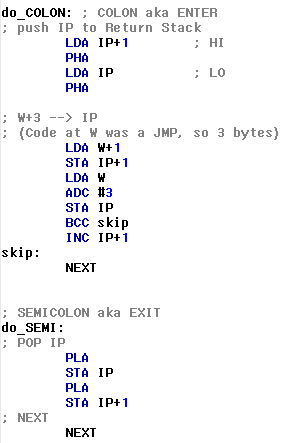 do_COLON: ; COLON aka ENTER
; push IP to Return Stack
LDA IP+1 ; HI
PHA
LDA IP ; LO
PHA
; W+3 --> IP
; (Code at W was a JMP, so 3 bytes)
LDA W+1
STA IP+1
LDA W
ADC #3
STA IP
BCC skip
INC IP+1
skip:
NEXT
; SEMICOLON aka EXIT
do_SEMI:
; POP IP
PLA
STA IP
PLA
STA IP+1
; NEXT
NEXT